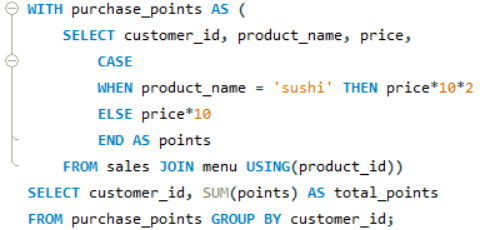 WITH purchase_points AS (
SELECT customer_id, product_name, price,
CASE
WHEN product_name = 'sushi' THEN price*10*2
ELSE price*10
END AS points
FROM sales JOIN menu USING(product_id))
SELECT customer_id, SUM(points) AS total_points
FROM purchase_points GROUP BY customer_id;